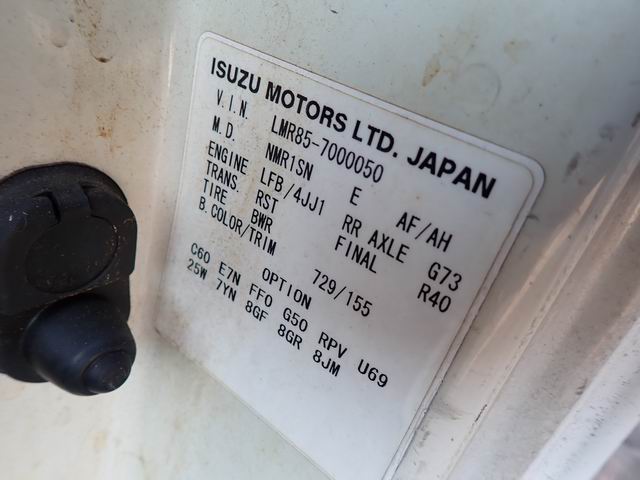 ISUZU MOTORS LTD. JAPAN
V.I.N. LMR85-7000050
M.D. NMR1SN E AF/AH
ENGINE LFB/4JJ1 RR AXLE G73
TRANS. RST FINAL R40
TIRE BWR
B.COLOR/TRIM 729/155
OPTION
C60 E7N FF0 G50 RPV U69
25W 7YN 8GF 8GR 8JM